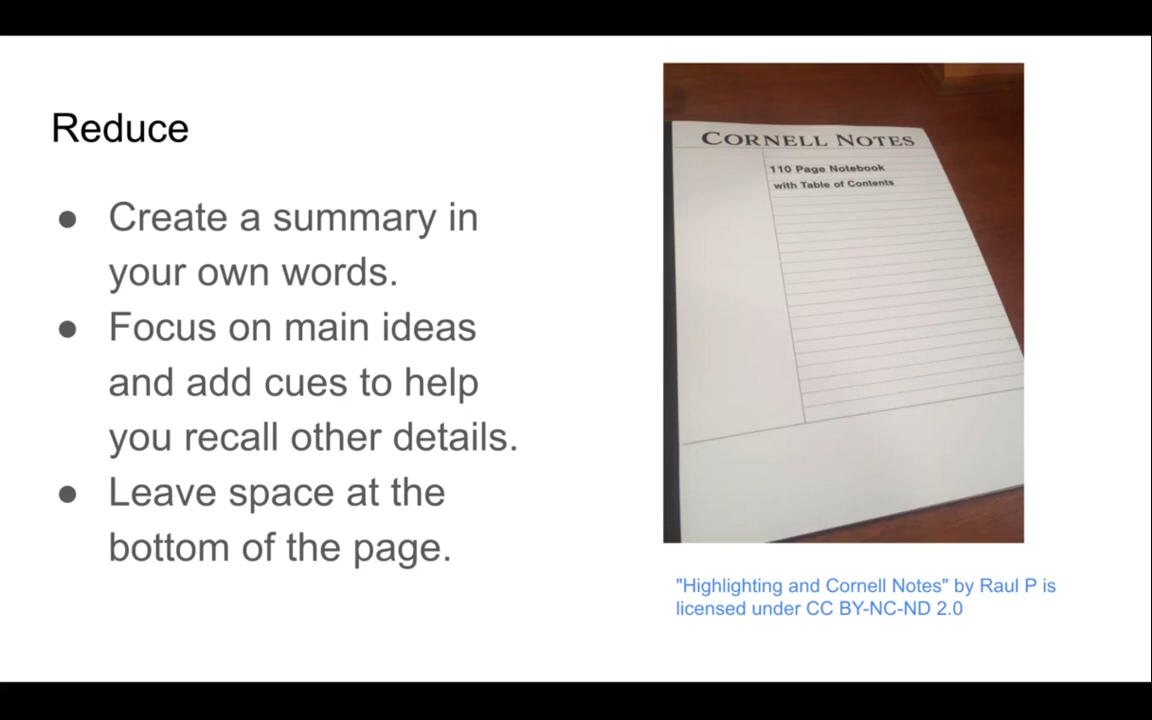 Reduce
● Create a summary in
your own words.
● Focus on main ideas
and add cues to help
you recall other details.
● Leave space at the
bottom of the page.
CORNELL NOTES
110 Page Notebook
with Table of Contents
"Highlighting and Cornell Notes" by Raul P is
licensed under CC BY-NC-ND 2.0